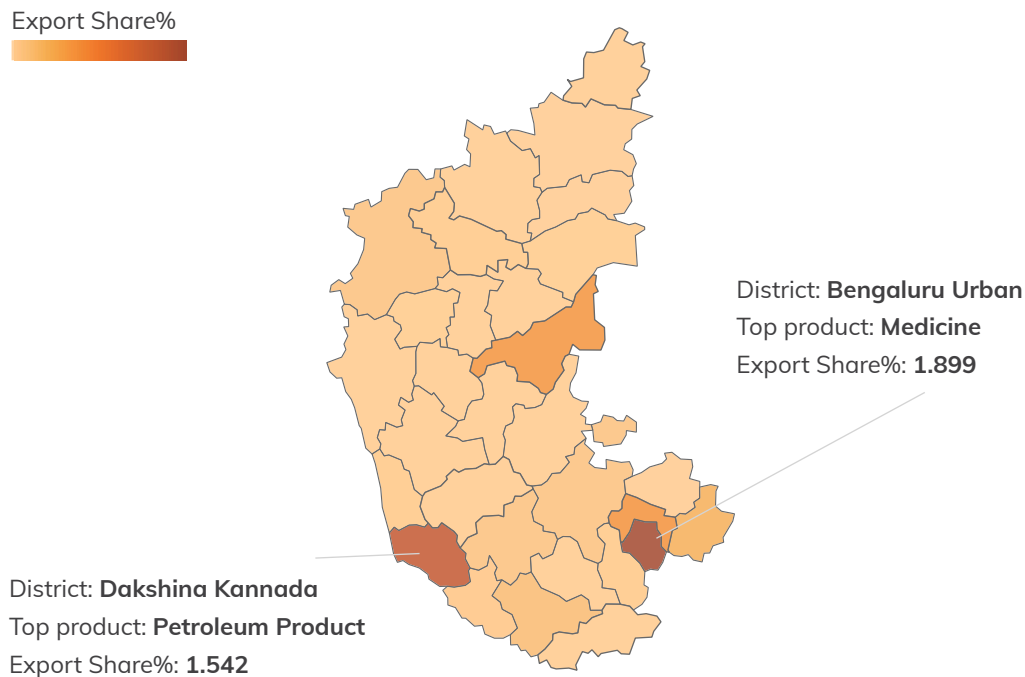 Export Share%
District: Bengaluru Urban
Top product: Medicine
Export Share%: 1.899
District: Dakshina Kannada
Top product: Petroleum Product
Export Share%: 1.542